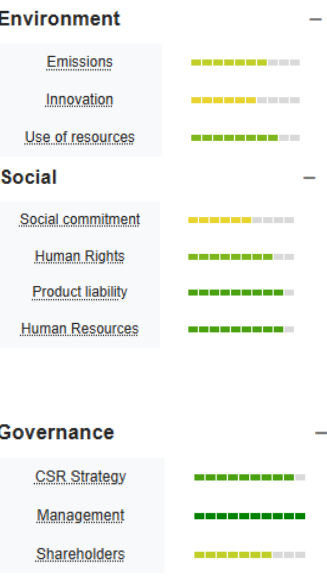 Environment
Emissions
Innovation
Use of resources
Social
Social commitment
Human Rights
Product liability
Human Resources
Governance
CSR Strategy
Management
Shareholders